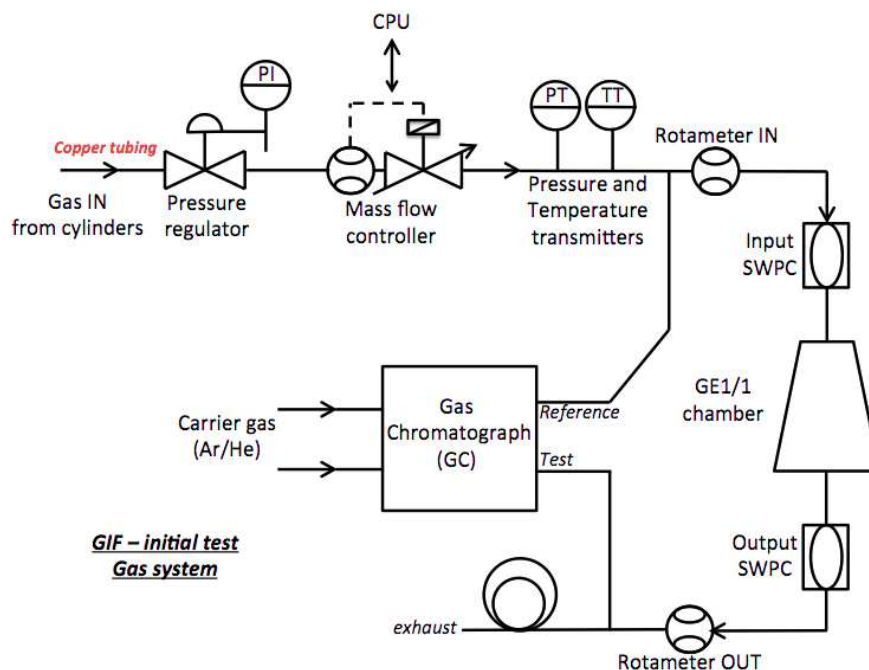 CPU
PI
PT
TT
Rotameter IN
Copper tubing
Gas IN
from cylinders
Pressure
regulator
Mass flow
controller
Pressure and
Temperature
transmitters
Input
SWPC
GE1/1
chamber
Gas
Chromatograph
(GC)
Reference
Test
Carrier gas
(Ar/He)
GIF – initial test
Gas system
Output
SWPC
exhaust
Rotameter OUT